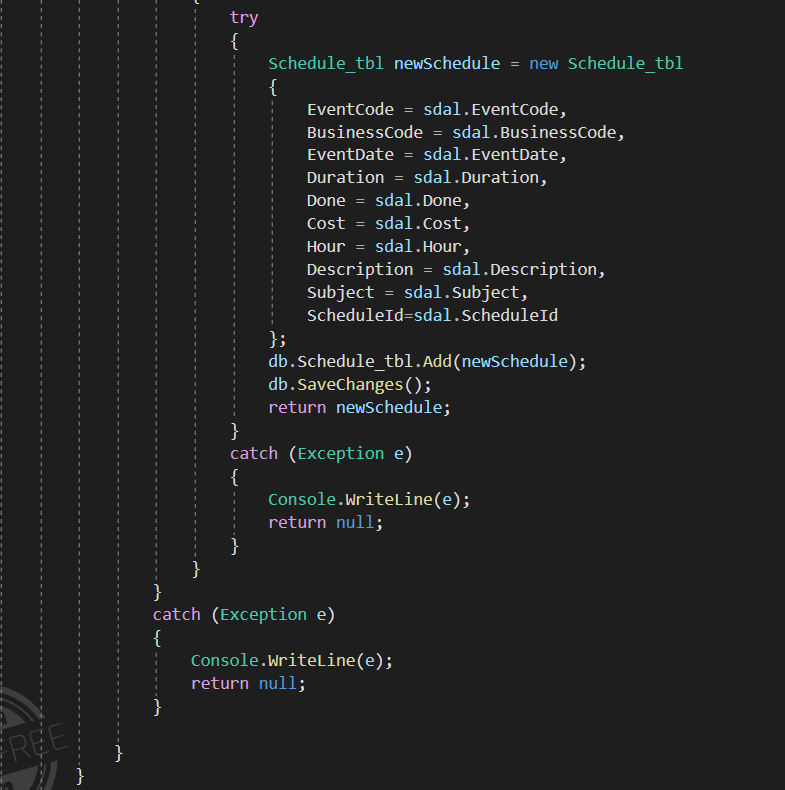 {
try
{
Schedule_tbl newSchedule = new Schedule_tbl
{
EventCode = sdal.EventCode,
BusinessCode = sdal.BusinessCode,
EventDate = sdal.EventDate,
Duration = sdal.Duration,
Done = sdal.Done,
Cost = sdal.Cost,
Hour = sdal.Hour,
Description = sdal.Description,
Subject = sdal.Subject,
ScheduleId=sdal.ScheduleId
};
db.Schedule_tbl.Add(newSchedule);
db.SaveChanges();
return newSchedule;
}
catch (Exception e)
{
Console.WriteLine(e);
return null;
}
}
}
catch (Exception e)
{
Console.WriteLine(e);
return null;
}
FREE
}
}